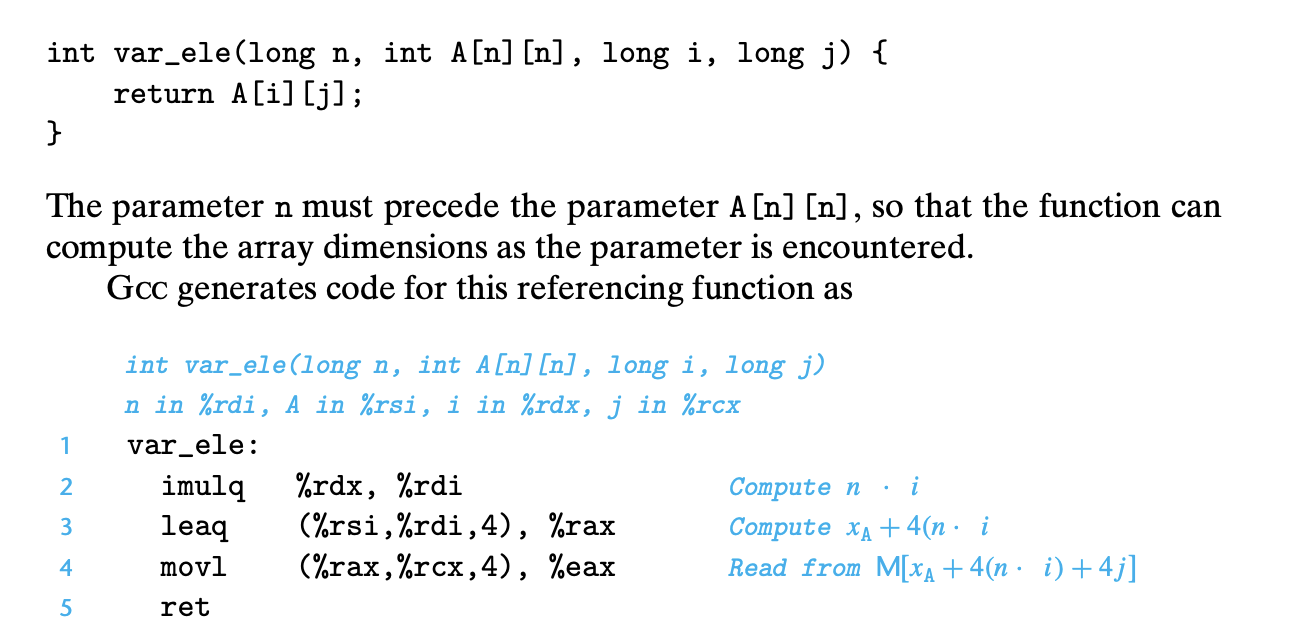 int var_ele(long n, int A[n][n], long i, long j) {
    return A[i][j];
}
The parameter n must precede the parameter A[n][n], so that the function can
compute the array dimensions as the parameter is encountered.
Gcc generates code for this referencing function as
int var_ele(long n, int A[n][n], long i, long j)
n in %rdi, A in %rsi, i in %rdx, j in %rcx
1 var_ele:
2 imulq %rdx, %rdi Compute n · i
3 leaq (%rsi,%rdi,4), %rax Compute x_A + 4(n · i
4 movl (%rax,%rcx,4), %eax Read from M[x_A + 4(n · i) + 4j]
5 ret